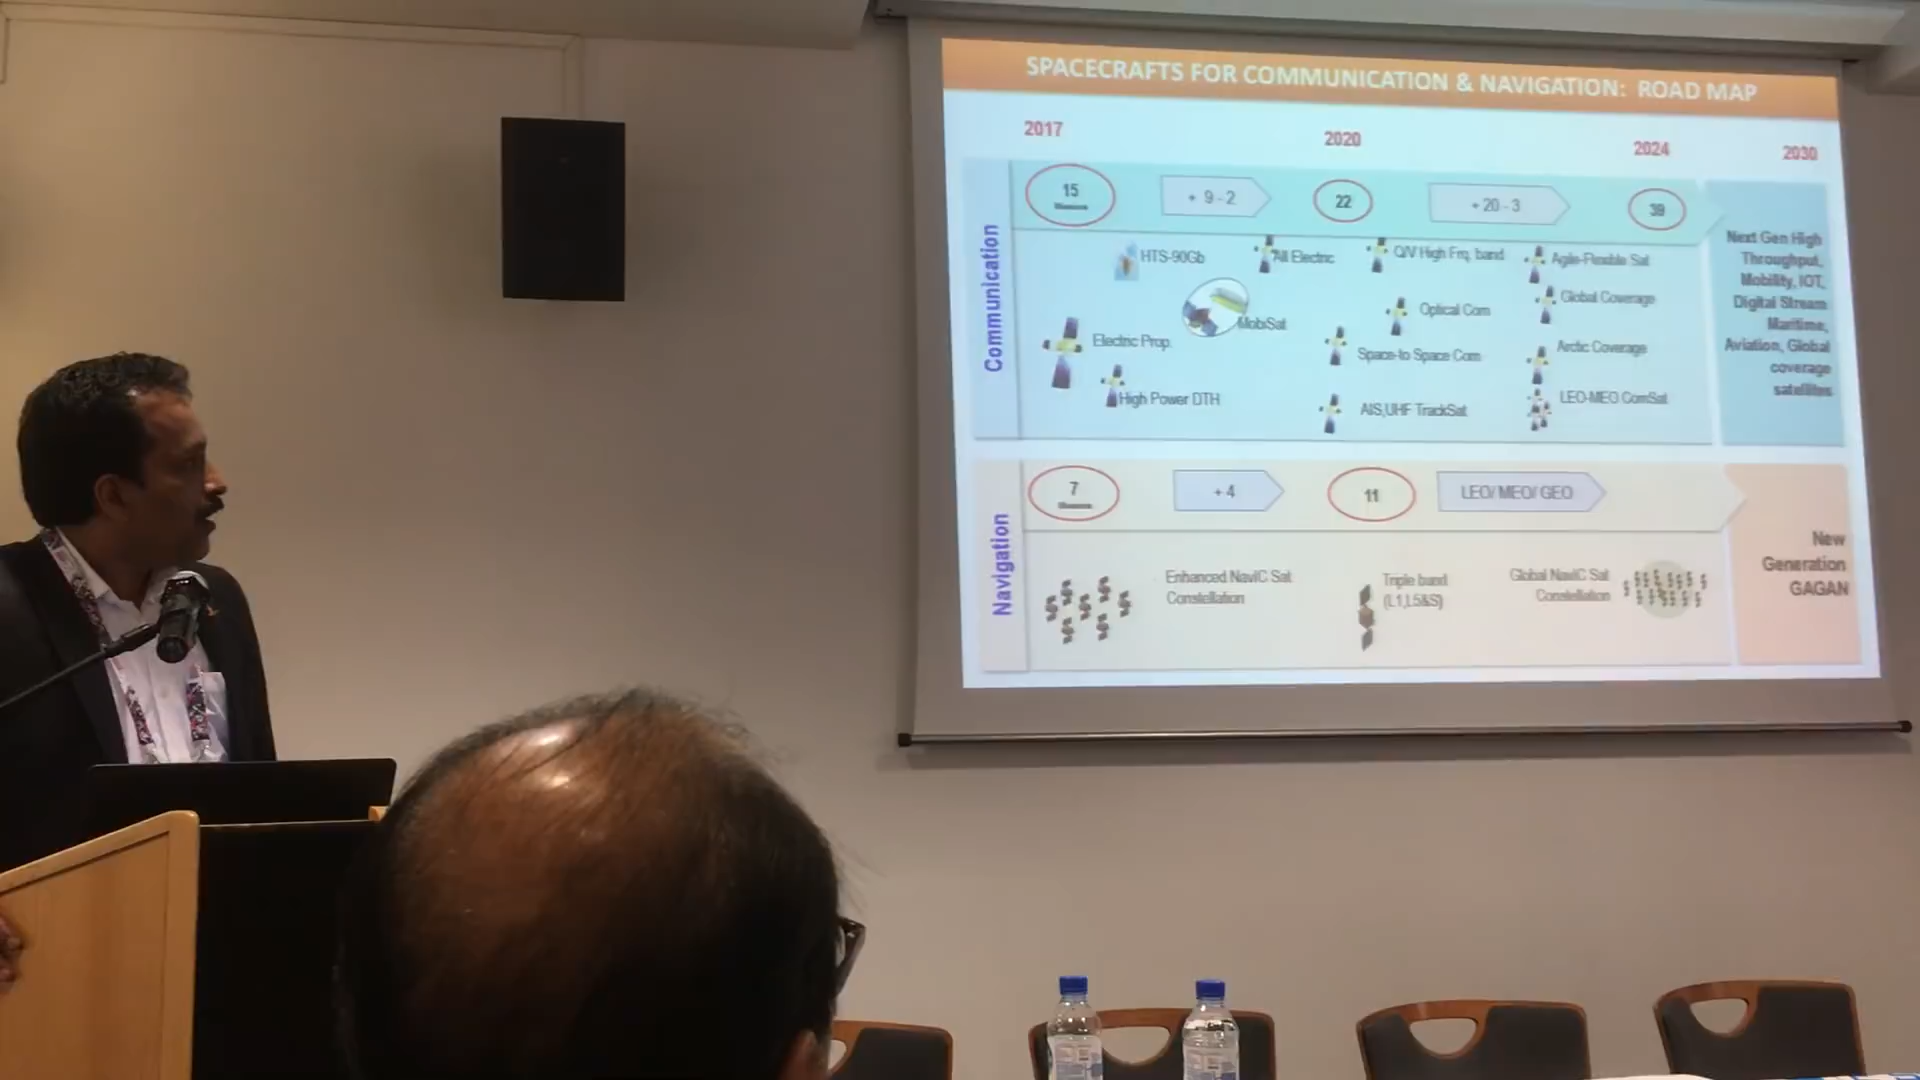 SPACECRAFTS FOR COMMUNICATION & NAVIGATION: ROAD MAP
2017
2020
2024
2030
Communication
15
+ 9 - 2
22
+ 20 - 3
39
HTS-90Gb
All Electric
Q/V High Frq. band
Agile-Flexible Sat
MobiSat
Optical Com
Global Coverage
Electric Prop.
Space-to Space Com
Arctic Coverage
High Power DTH
AIS,UHF TrackSat
LEO-MEO ComSat
Next Gen High
Throughput,
Mobility, IOT,
Digital Stream
Maritime,
Aviation, Global
coverage
satellites
Navigation
7
+ 4
11
LEO/ MEO/ GEO
Enhanced NavIC Sat
Constellation
Triple band
(L1,L5&S)
Global NavIC Sat
Constellation
New
Generation
GAGAN